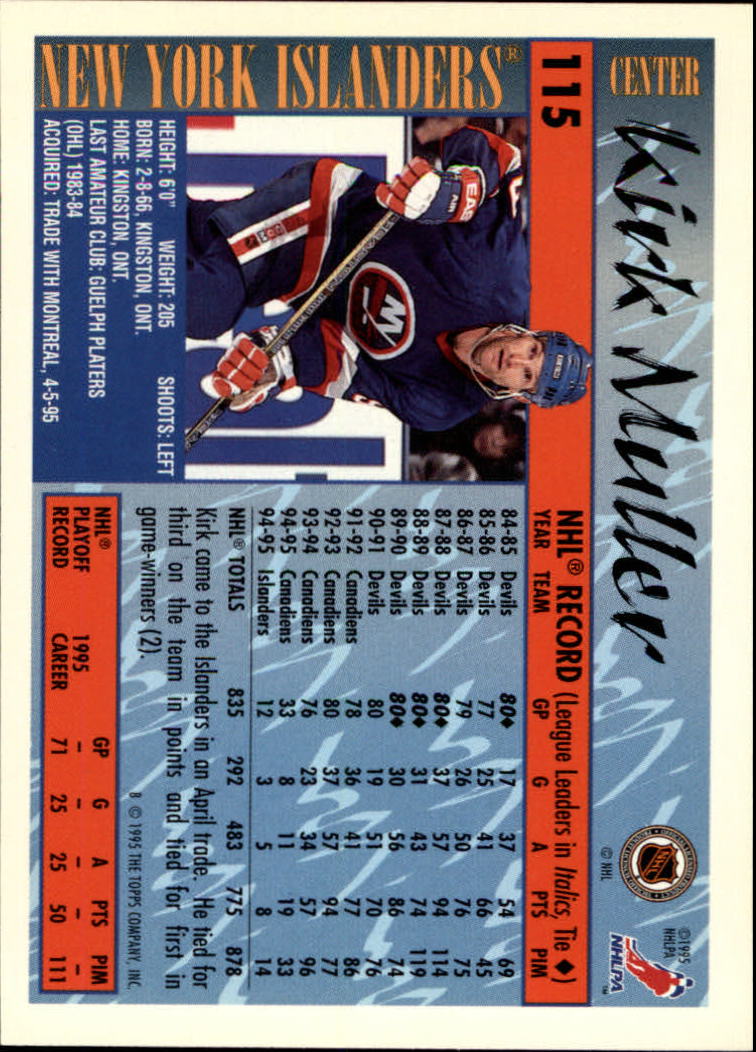 CENTER
Kirk Muller
© NHL
©1995
NHLPA
NHLPA™
115
NEW YORK ISLANDERS®
HEIGHT: 6'0" WEIGHT: 205 SHOOTS: LEFT
BORN: 2-8-66, KINGSTON, ONT.
HOME: KINGSTON, ONT.
LAST AMATEUR CLUB: GUELPH PLATERS
(OHL) 1983-84
ACQUIRED: TRADE WITH MONTREAL, 4-5-95
NHL® RECORD (League Leaders in Italics, Tie ♦)
YEAR TEAM GP G A PTS PIM
84-85 Devils 80♦ 17 37 54 69
85-86 Devils 77 25 41 66 45
86-87 Devils 79 26 50 76 75
87-88 Devils 80♦ 37 57 94 114
88-89 Devils 80♦ 31 43 74 119
89-90 Devils 80♦ 30 56 86 74
90-91 Devils 80 19 51 70 76
91-92 Canadiens 78 36 41 77 86
92-93 Canadiens 80 37 57 94 77
93-94 Canadiens 76 23 34 57 96
94-95 Canadiens 33 8 11 19 33
94-95 Islanders 12 3 5 8 14
NHL® TOTALS 835 292 483 775 878
Kirk came to the Islanders in an April trade. He tied for
third on the team in points and tied for first in
game-winners (2).
8 © 1995 THE TOPPS COMPANY, INC.
NHL® GP G A PTS PIM
PLAYOFF 1995 – – – – –
RECORD CAREER 71 25 25 50 111